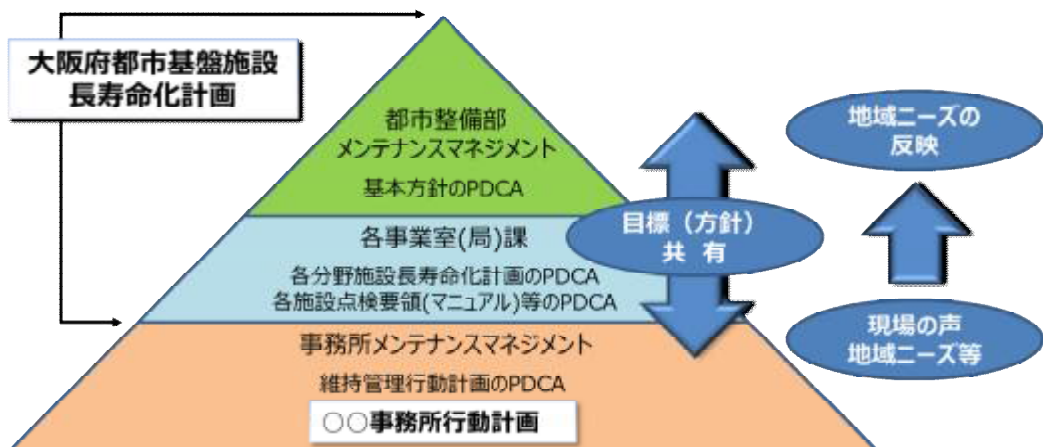 大阪府都市基盤施設
長寿命化計画
都市整備部
メンテナンスマネジメント
基本方針のPDCA
各事業室(局)課
各分野施設長寿命化計画のPDCA
各施設点検要領(マニュアル)等のPDCA
事務所メンテナンスマネジメント
維持管理行動計画のPDCA
○○事務所行動計画
目標（方針）
共 有
地域ニーズの
反映
現場の声
地域ニーズ等